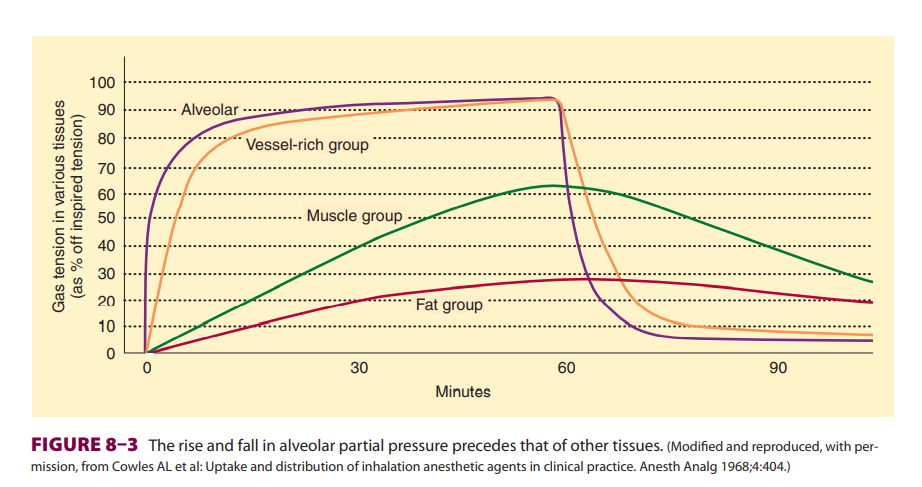 Gas tension in various tissues
(as % off inspired tension)
100
90
80
70
60
50
40
30
20
10
0
Alveolar
Vessel-rich group
Muscle group
Fat group
0 30 60 90
Minutes
FIGURE 8–3 The rise and fall in alveolar partial pressure precedes that of other tissues. (Modified and reproduced, with per-
mission, from Cowles AL et al: Uptake and distribution of inhalation anesthetic agents in clinical practice. Anesth Analg 1968;4:404.)